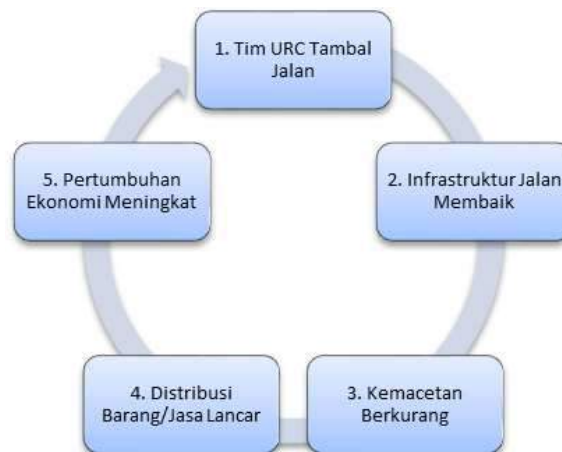 1. Tim URC Tambal
Jalan
2. Infrastruktur Jalan
Membaik
3. Kemacetan
Berkurang
4. Distribusi
Barang/Jasa Lancar
5. Pertumbuhan
Ekonomi Meningkat